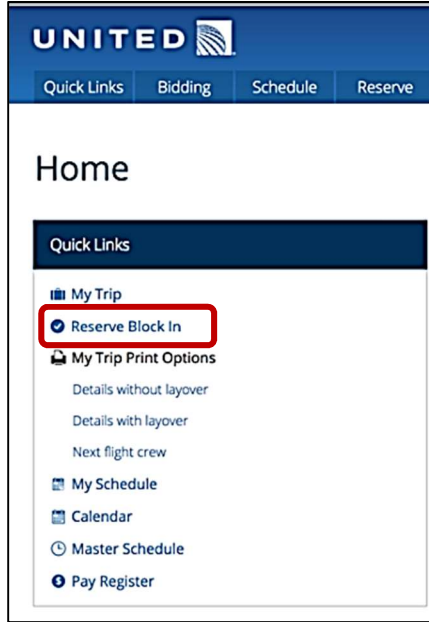 UNITED
Quick Links Bidding Schedule Reserve
Home
Quick Links
My Trip
Reserve Block In
My Trip Print Options
Details without layover
Details with layover
Next flight crew
My Schedule
Calendar
Master Schedule
Pay Register